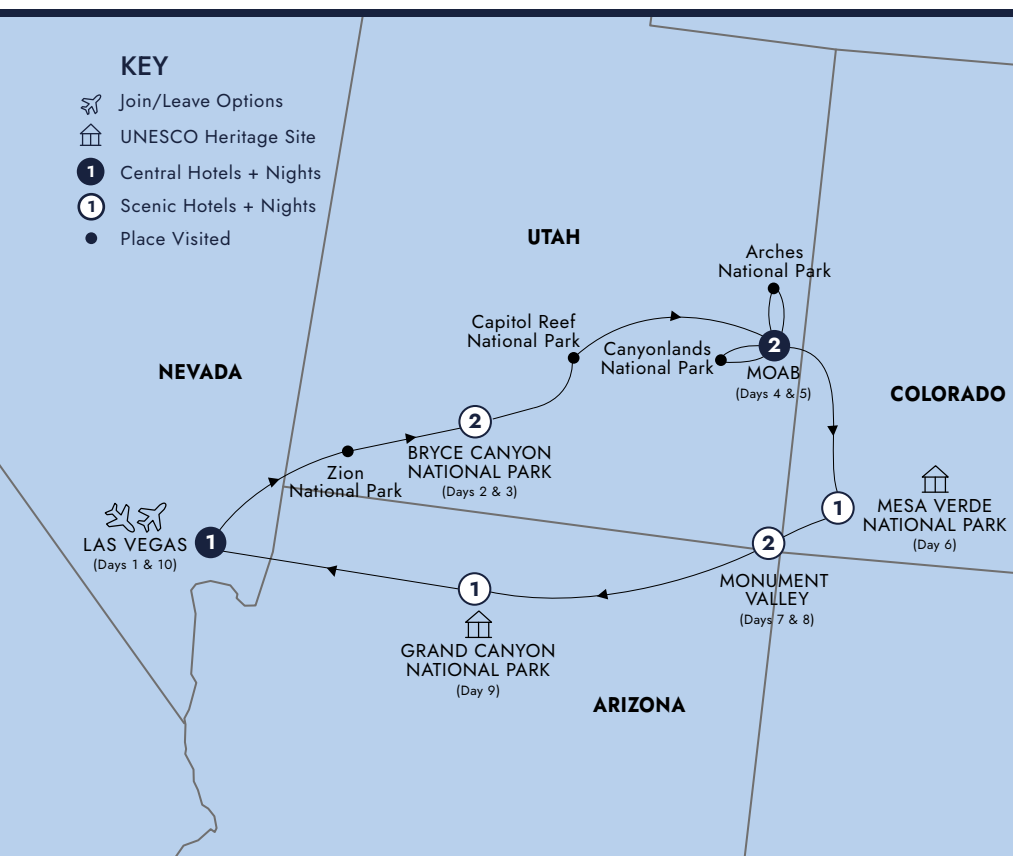 KEY
Join/Leave Options
UNESCO Heritage Site
1 Central Hotels + Nights
1 Scenic Hotels + Nights
Place Visited
UTAH
Arches
National Park
Capitol Reef
National Park
Canyonlands
National Park
2
MOAB
(Days 4 & 5)
NEVADA
COLORADO
2
BRYCE CANYON
NATIONAL PARK
(Days 2 & 3)
Zion
National Park
1
MESA VERDE
NATIONAL PARK
(Day 6)
LAS VEGAS
(Days 1 & 10)
1
2
MONUMENT
VALLEY
(Days 7 & 8)
1
GRAND CANYON
NATIONAL PARK
(Day 9)
ARIZONA